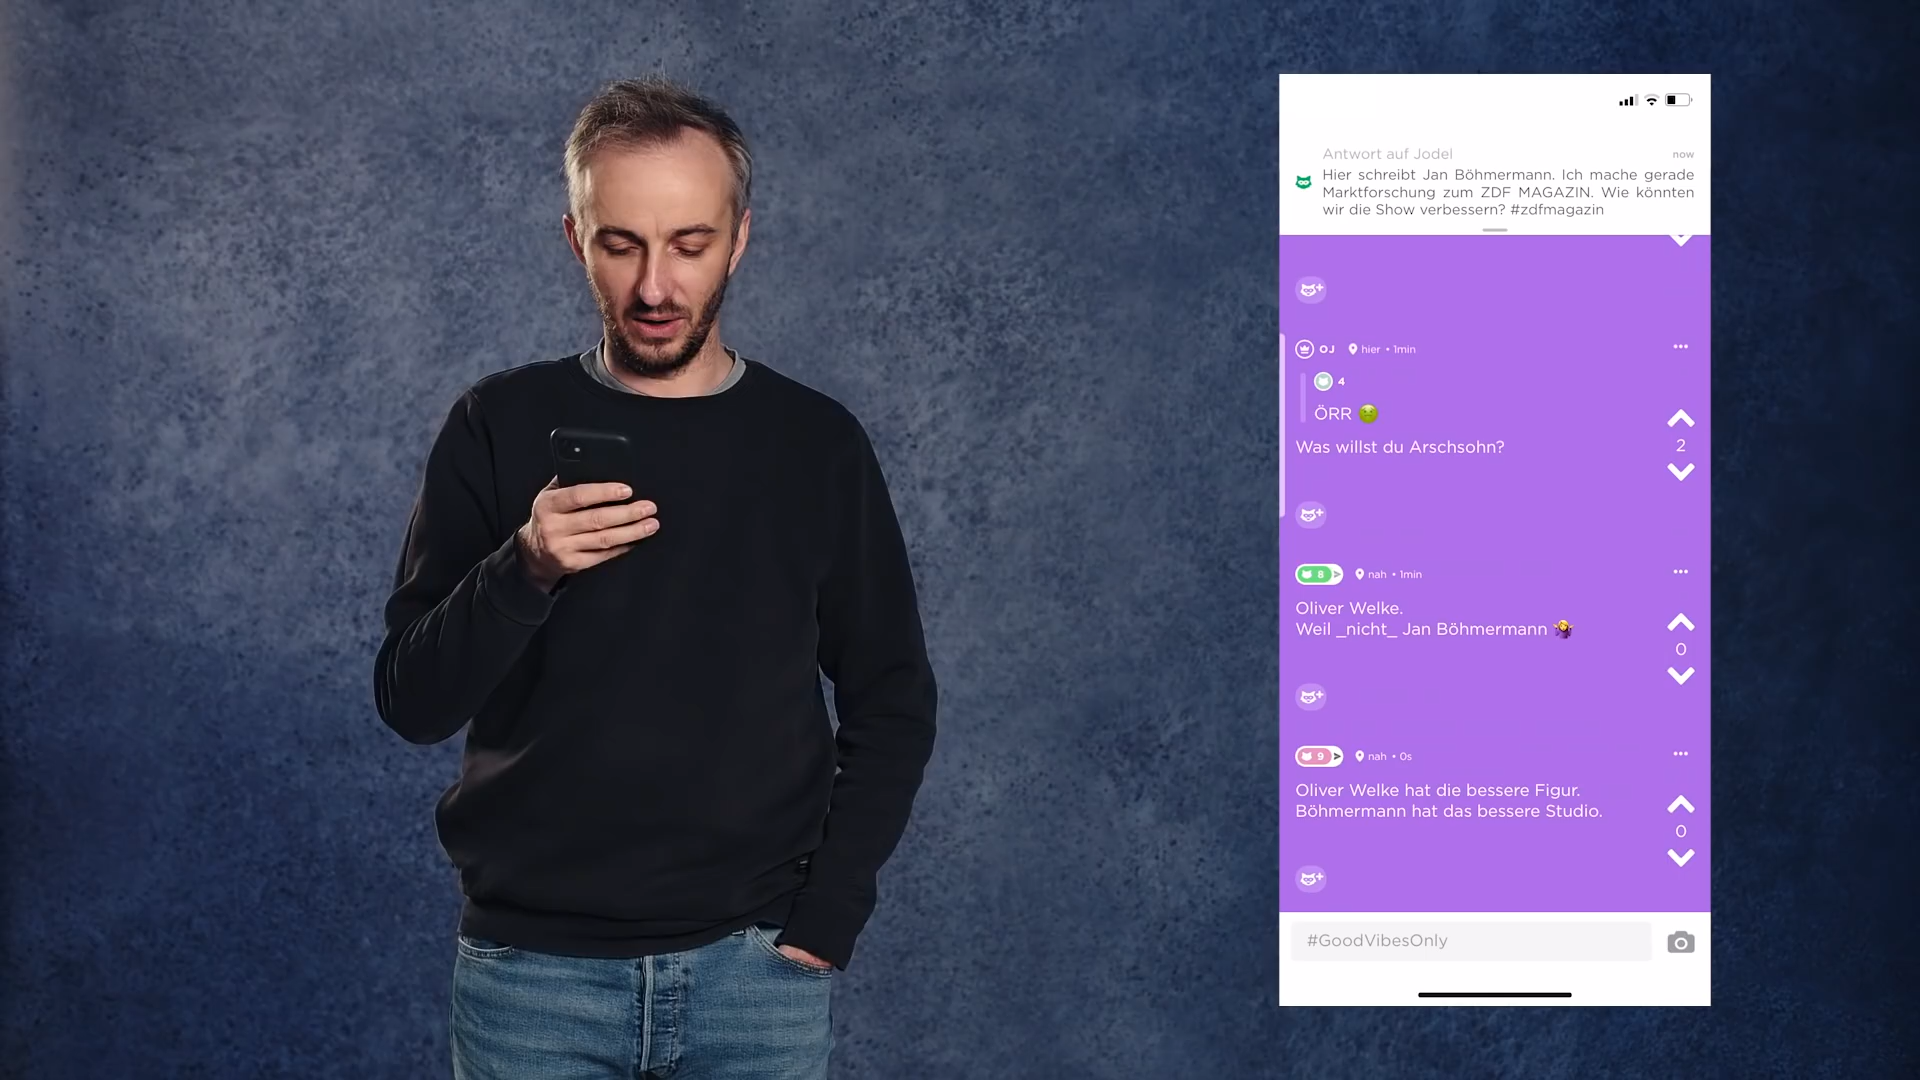 Antwort auf Jodel
now
Hier schreibt Jan Böhmermann. Ich mache gerade
Marktforschung zum ZDF MAGAZIN. Wie könnten
wir die Show verbessern? #zdfmagazin
OJ hier • 1min
4
ÖRR 🤢
Was willst du Arschsohn?
2
8 nah • 1min
Oliver Welke.
Weil _nicht_ Jan Böhmermann 🤷‍♀️
0
9 nah • 0s
Oliver Welke hat die bessere Figur.
Böhmermann hat das bessere Studio.
0
#GoodVibesOnly